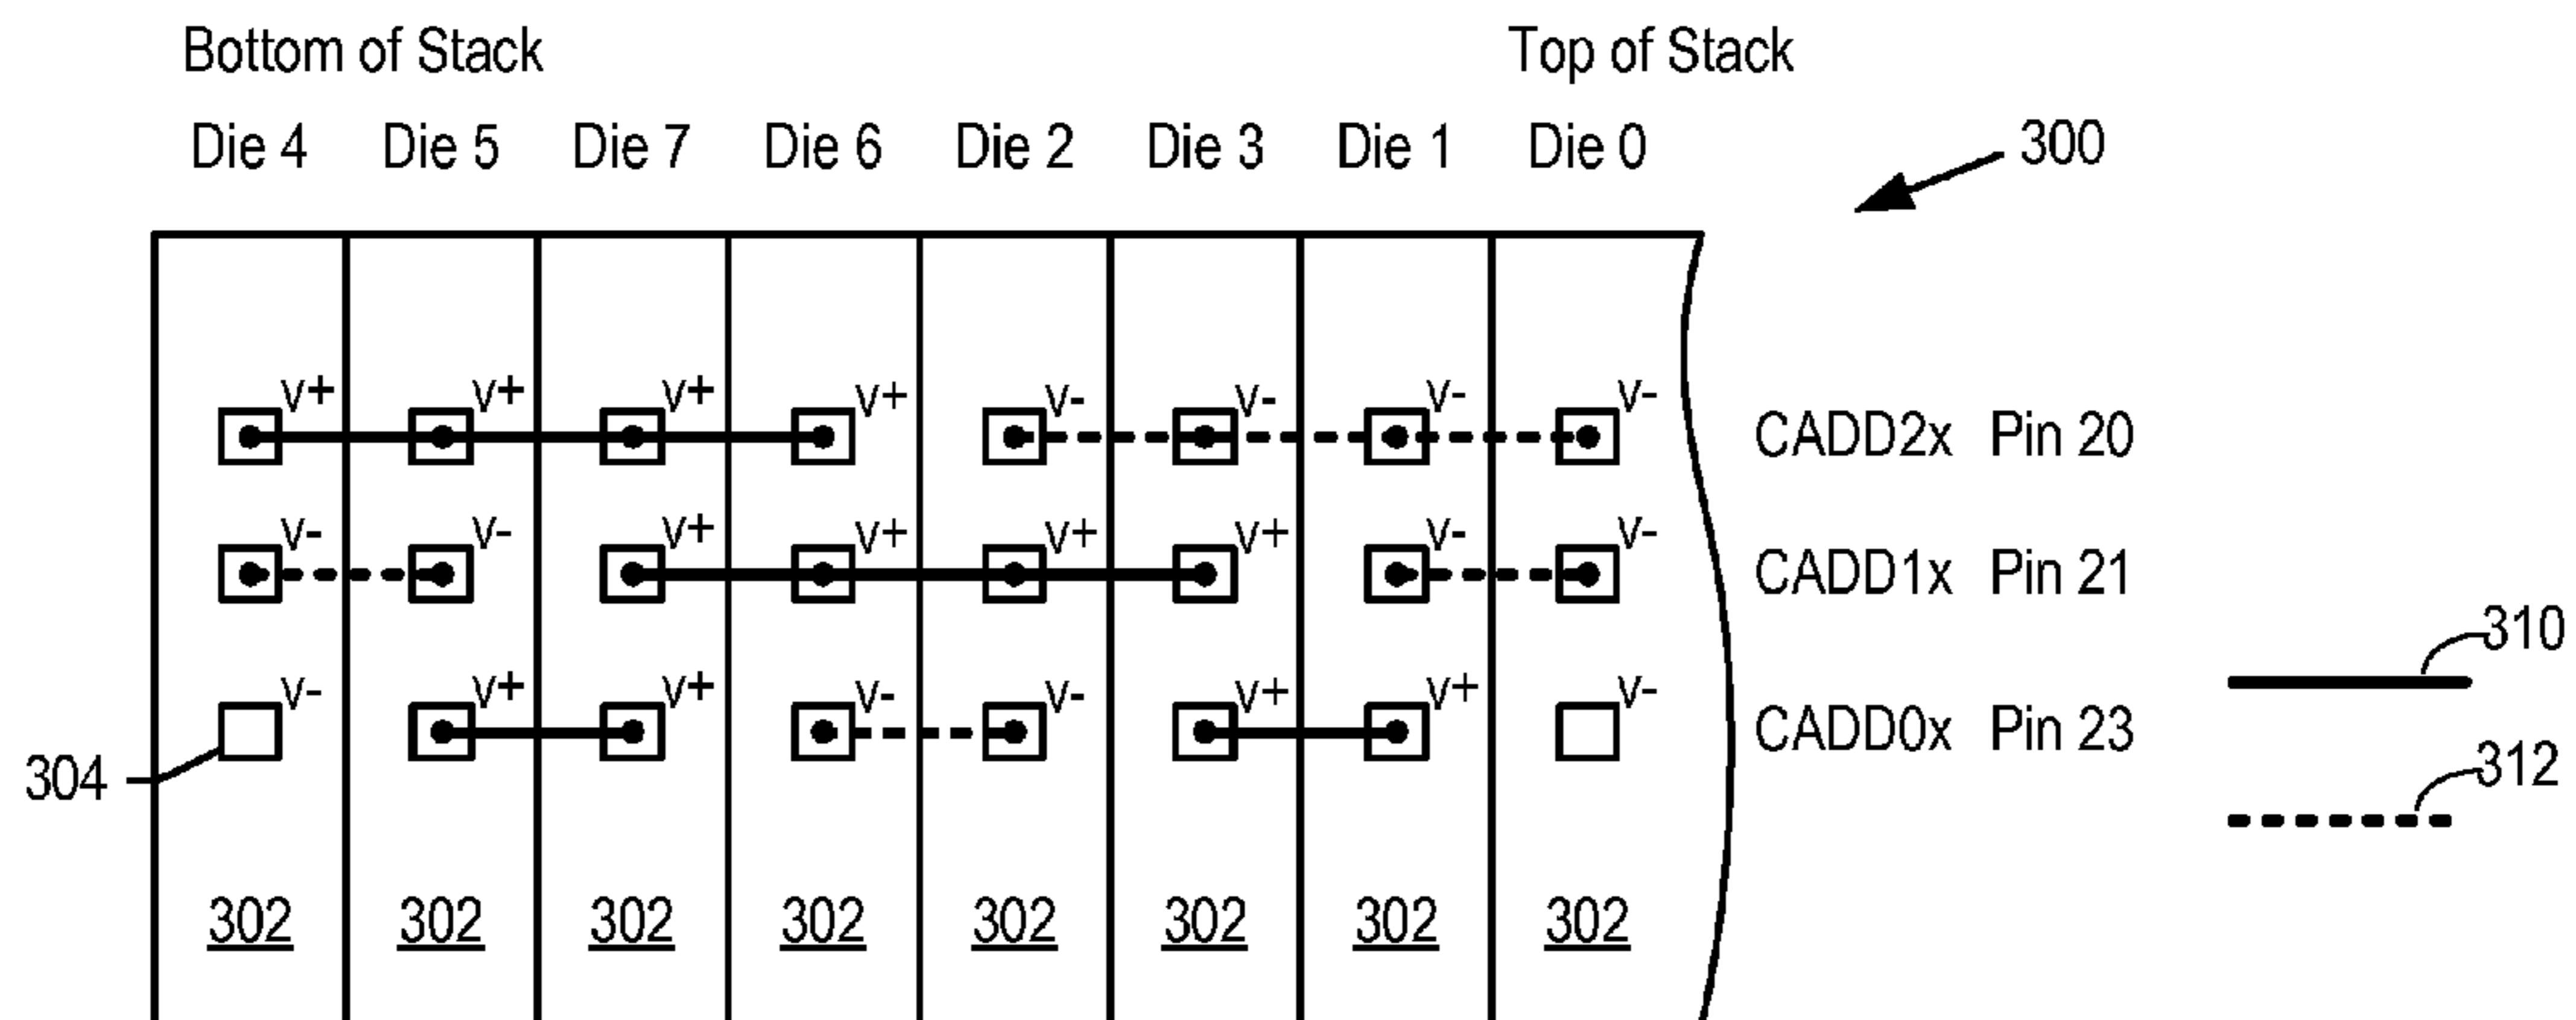 Bottom of Stack Top of Stack
Die 4 Die 5 Die 7 Die 6 Die 2 Die 3 Die 1 Die 0
300
v+ v+ v+ v+ v- v- v- v-
CADD2x Pin 20
v- v- v+ v+ v+ v+ v- v-
CADD1x Pin 21
310
v- v+ v+ v- v- v+ v+ v-
CADD0x Pin 23
304
312
302 302 302 302 302 302 302 302